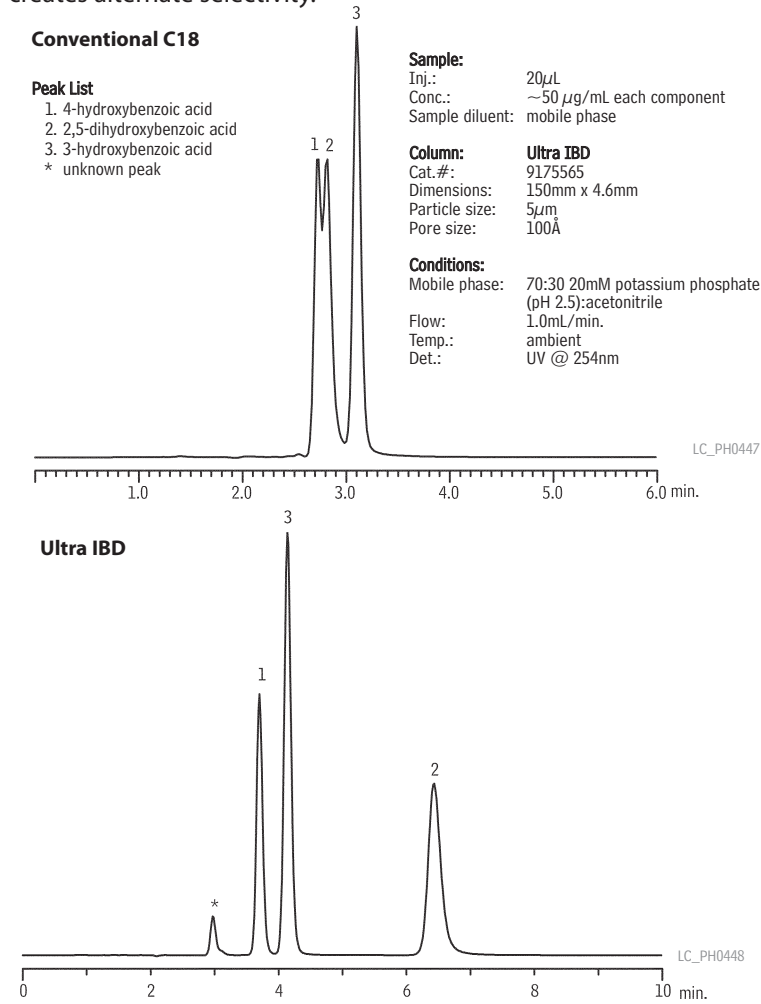 creates alternate selectivity.
Conventional C18
Peak List
1. 4-hydroxybenzoic acid
2. 2,5-dihydroxybenzoic acid
3. 3-hydroxybenzoic acid
* unknown peak
1 2
3
Sample:
Inj.: 20µL
Conc.: ~50 µg/mL each component
Sample diluent: mobile phase
Column: Ultra IBD
Cat.#: 9175565
Dimensions: 150mm x 4.6mm
Particle size: 5µm
Pore size: 100Å
Conditions:
Mobile phase: 70:30 20mM potassium phosphate
(pH 2.5):acetonitrile
Flow: 1.0mL/min.
Temp.: ambient
Det.: UV @ 254nm
LC_PH0447
1.0 2.0 3.0 4.0 5.0 6.0 min.
Ultra IBD
*
1
3
2
LC_PH0448
0 2 4 6 8 10 min.